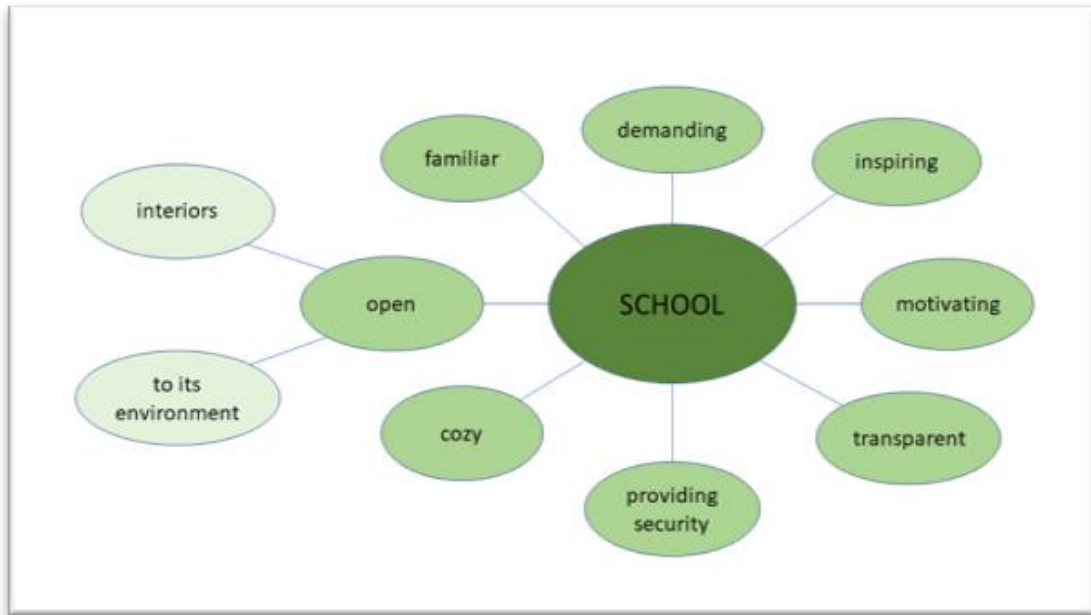 demanding
familiar
inspiring
interiors
open
SCHOOL
motivating
to its
environment
cozy
transparent
providing
security